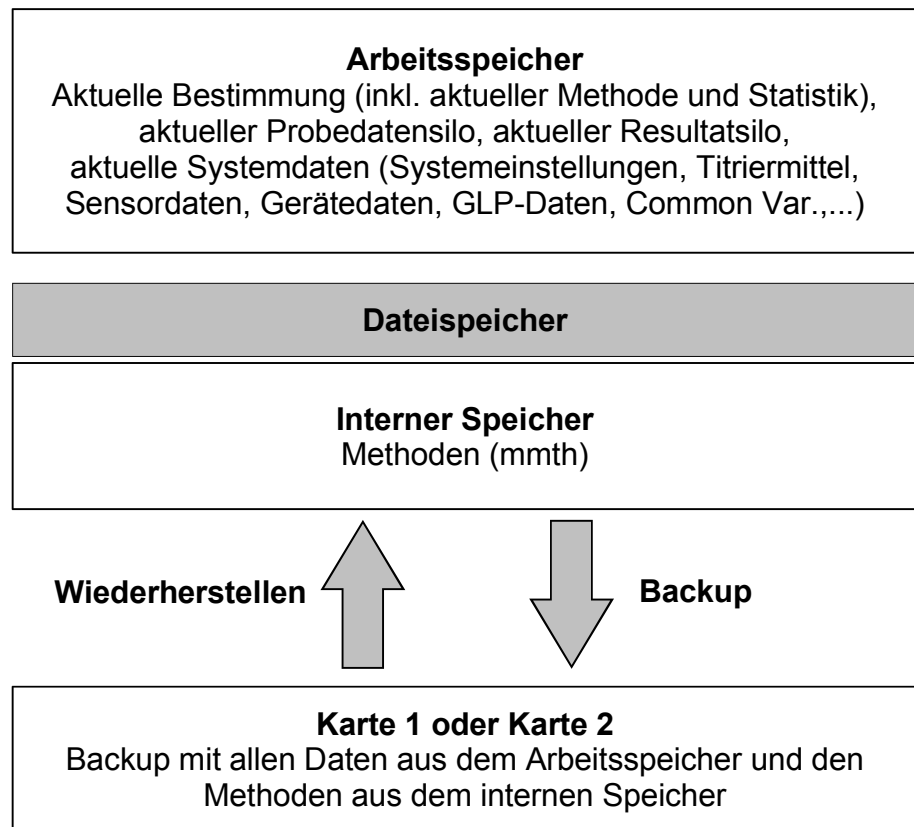 Arbeitsspeicher
Aktuelle Bestimmung (inkl. aktueller Methode und Statistik),
aktueller Probedatensilo, aktueller Resultatsilo,
aktuelle Systemdaten (Systemeinstellungen, Titriermittel,
Sensordaten, Gerätedaten, GLP-Daten, Common Var.,...)
Dateispeicher
Interner Speicher
Methoden (mmth)
Wiederherstellen
Backup
Karte 1 oder Karte 2
Backup mit allen Daten aus dem Arbeitsspeicher und den
Methoden aus dem internen Speicher